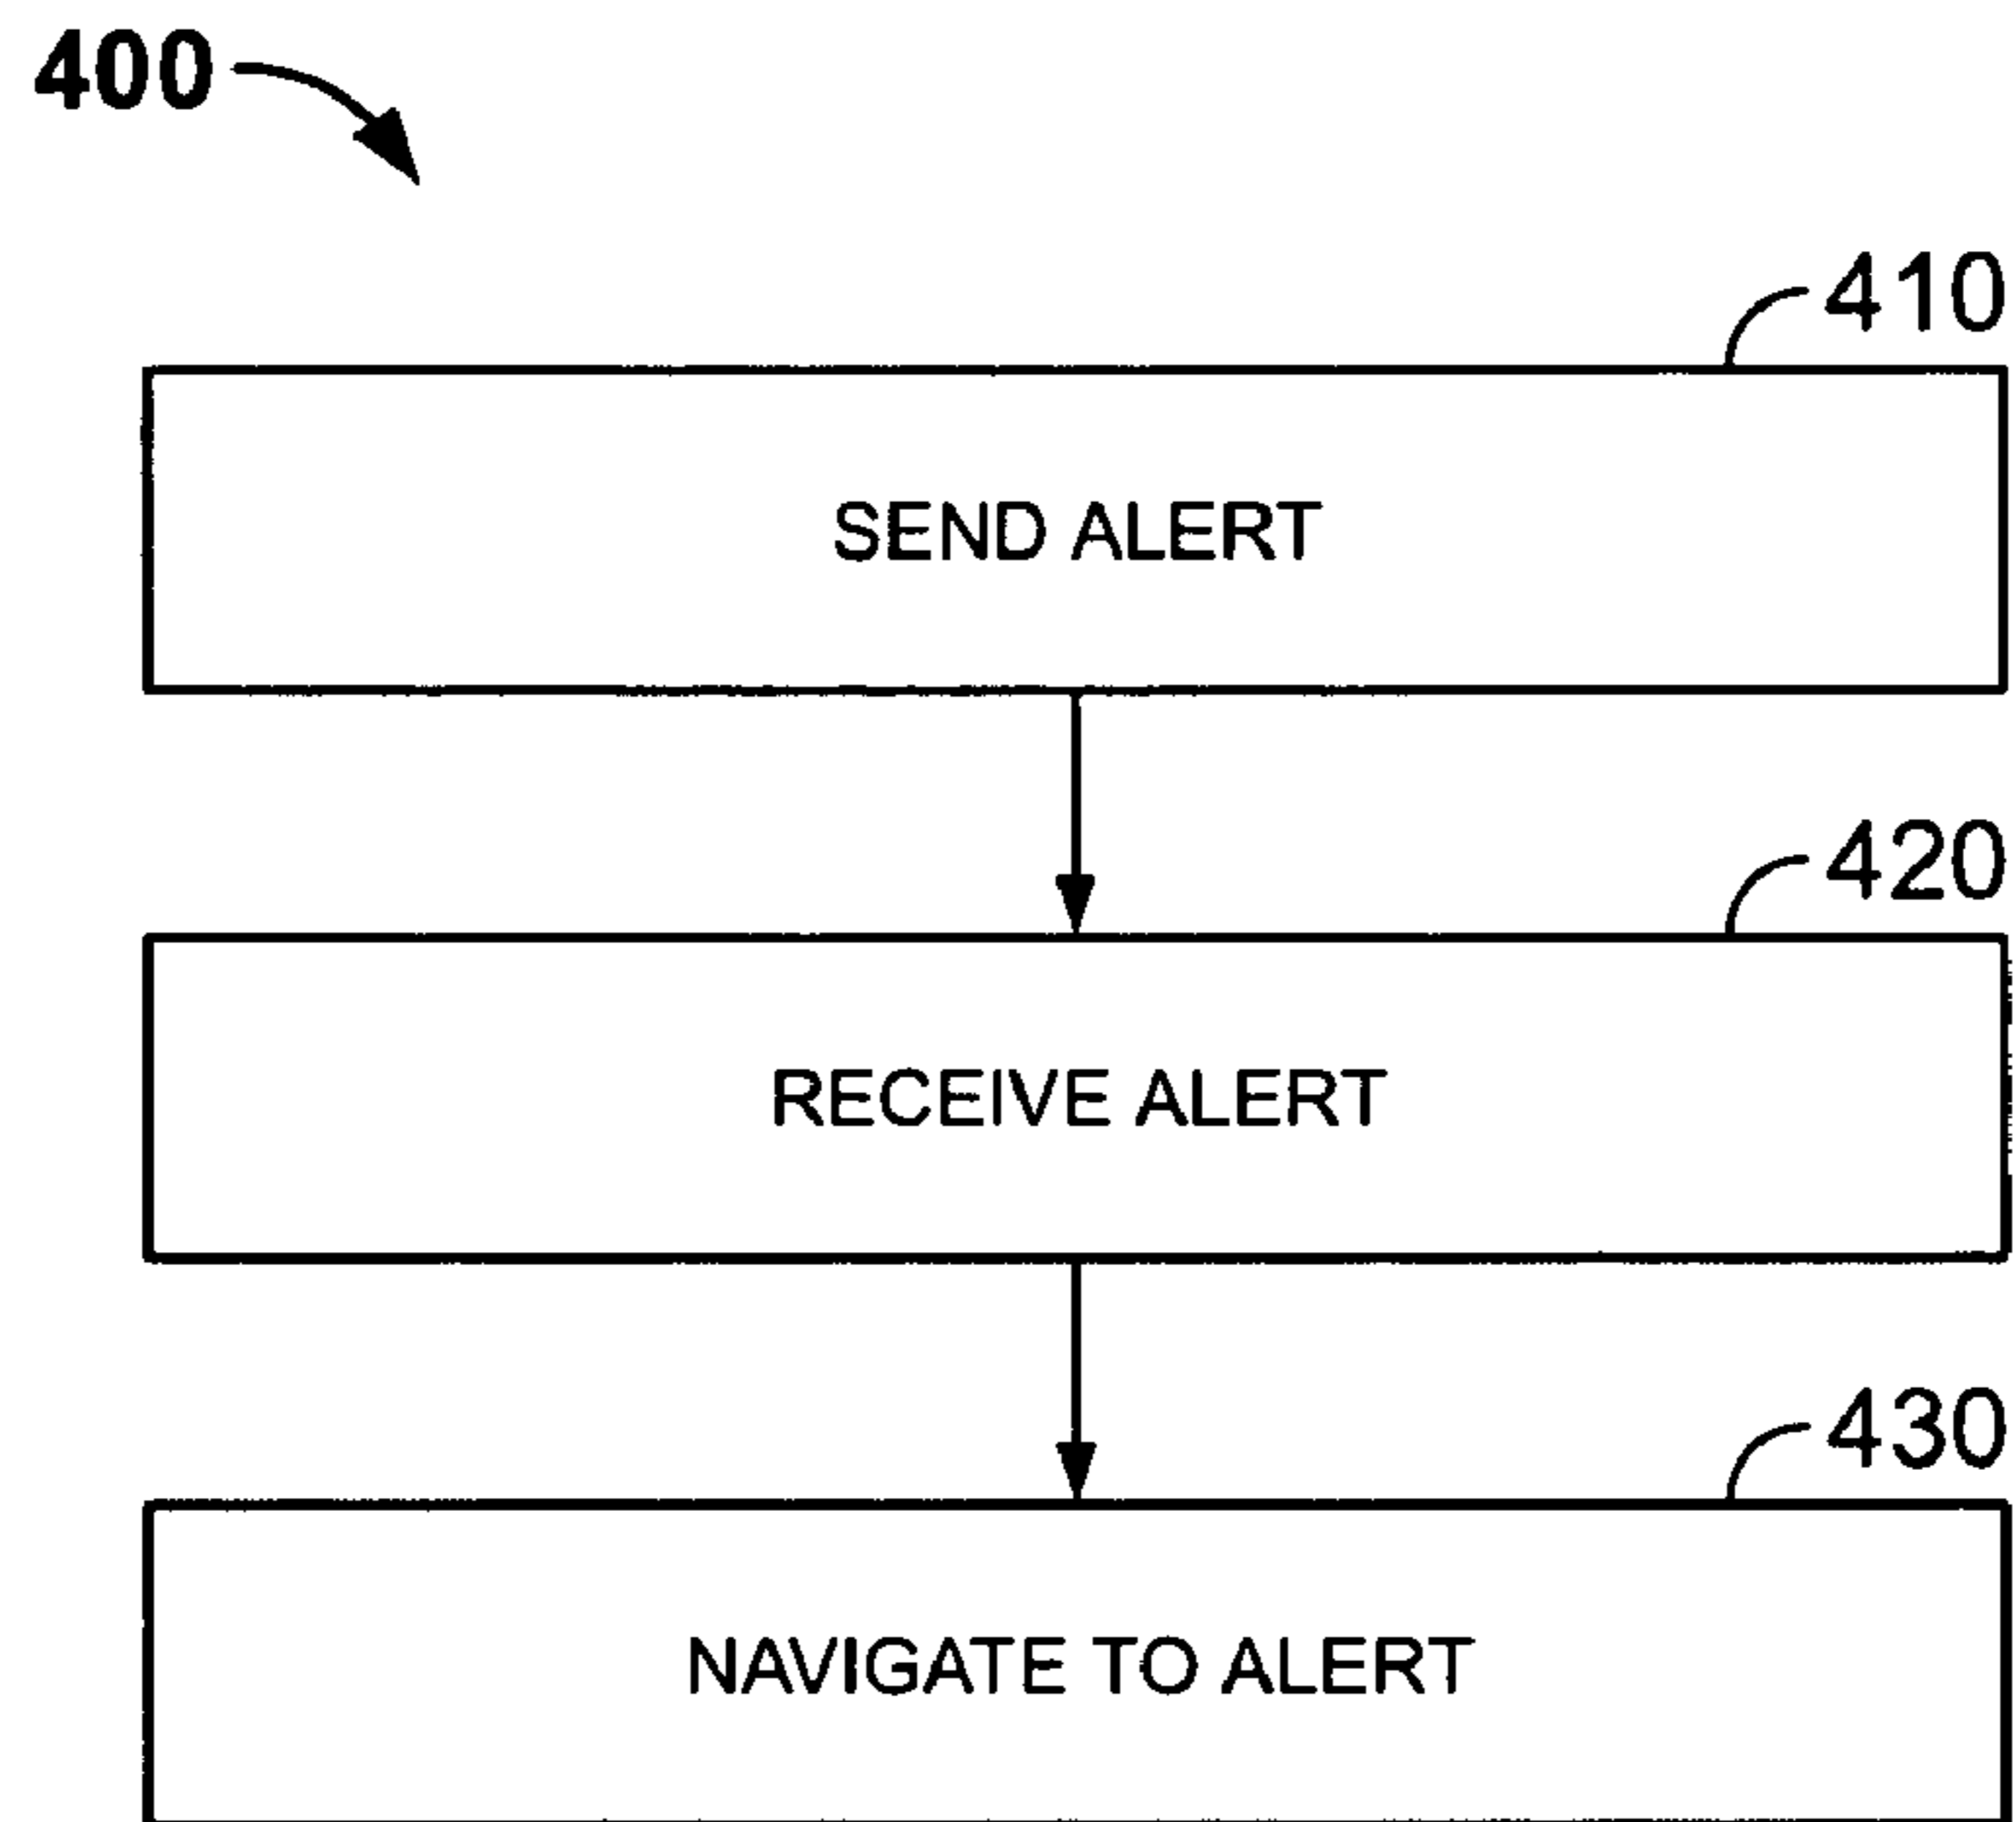 400
410
SEND ALERT
420
RECEIVE ALERT
430
NAVIGATE TO ALERT